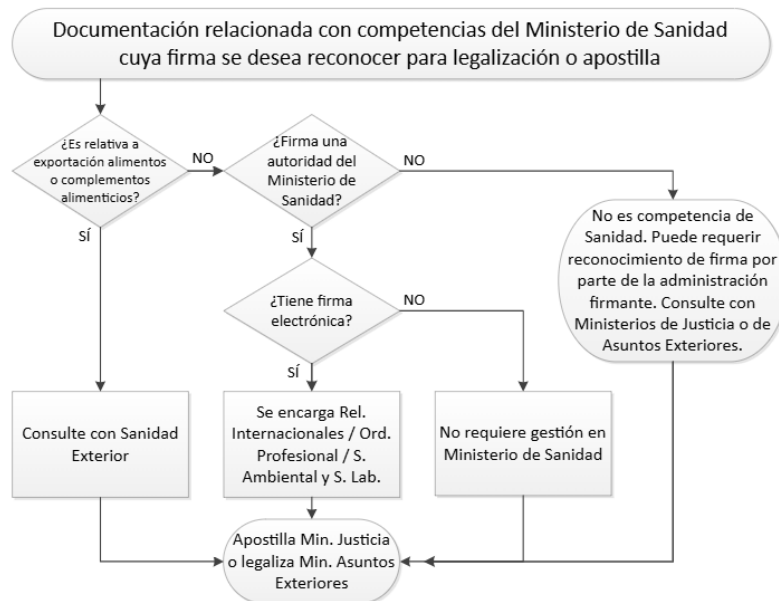 Documentación relacionada con competencias del Ministerio de Sanidad
cuya firma se desea reconocer para legalización o apostilla
¿Es relativa a
exportación alimentos
o complementos
alimenticios?
NO
¿Firma una
autoridad del
Ministerio de
Sanidad?
NO
SÍ
SÍ
No es competencia de
Sanidad. Puede requerir
reconocimiento de firma por
parte de la administración
firmante. Consulte con
Ministerios de Justicia o de
Asuntos Exteriores.
¿Tiene firma
electrónica?
NO
SÍ
Consulte con Sanidad
Exterior
Se encarga Rel.
Internacionales / Ord.
Profesional / S.
Ambiental y S. Lab.
No requiere gestión en
Ministerio de Sanidad
Apostilla Min. Justicia
o legaliza Min. Asuntos
Exteriores